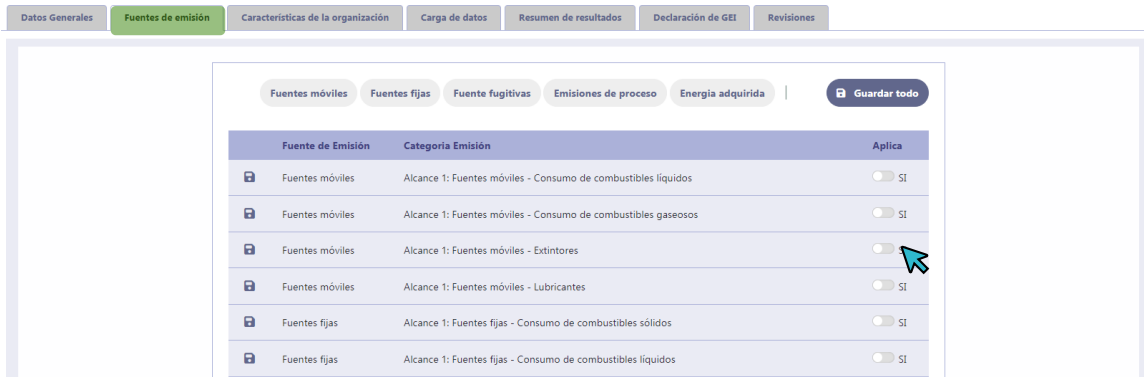 Datos Generales Fuentes de emisión Características de la organización Carga de datos Resumen de resultados Declaración de GEI Revisiones
Fuentes móviles Fuentes fijas Fuente fugitivas Emisiones de proceso Energia adquirida | Guardar todo
Fuente de Emisión Categoria Emisión Aplica
Fuentes móviles Alcance 1: Fuentes móviles - Consumo de combustibles líquidos SI
Fuentes móviles Alcance 1: Fuentes móviles - Consumo de combustibles gaseosos SI
Fuentes móviles Alcance 1: Fuentes móviles - Extintores
Fuentes móviles Alcance 1: Fuentes móviles - Lubricantes SI
Fuentes fijas Alcance 1: Fuentes fijas - Consumo de combustibles sólidos SI
Fuentes fijas Alcance 1: Fuentes fijas - Consumo de combustibles líquidos SI